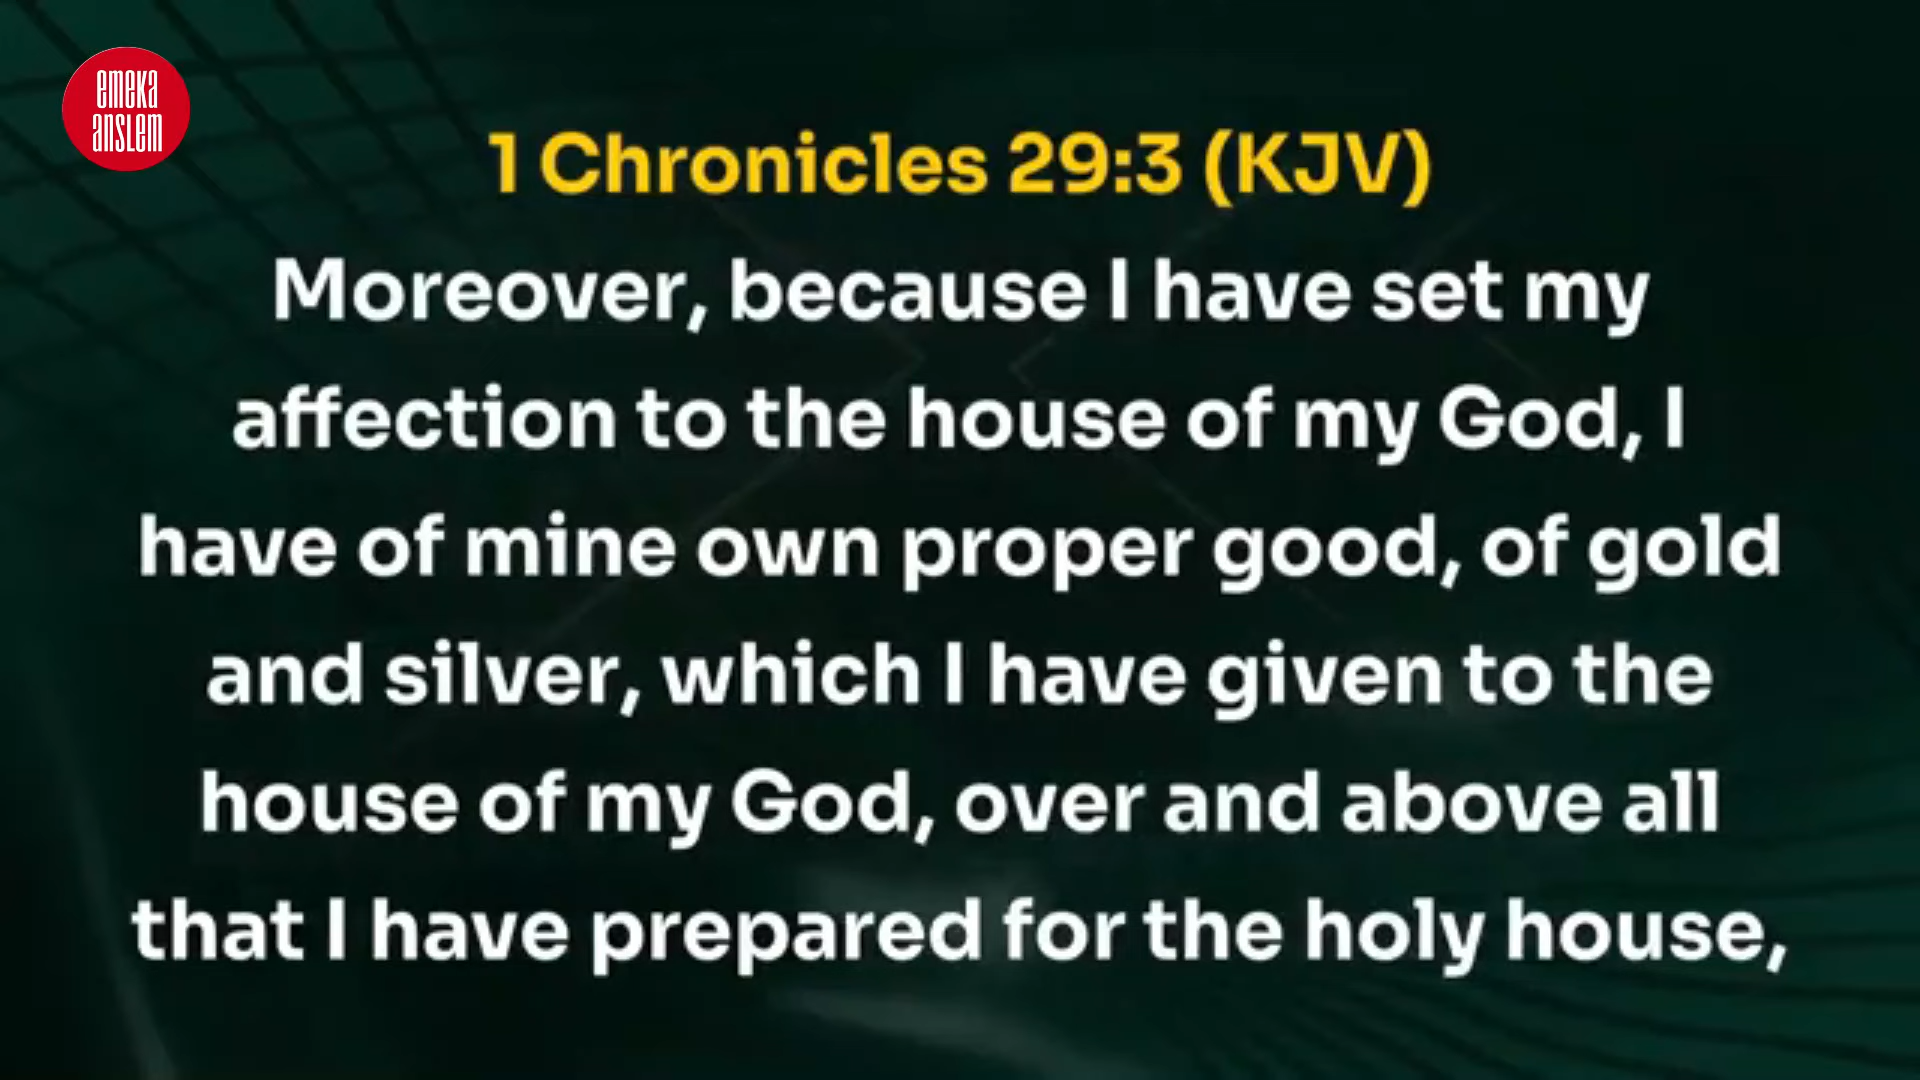 emeka
anslem
1 Chronicles 29:3 (KJV)
Moreover, because I have set my
affection to the house of my God, I
have of mine own proper good, of gold
and silver, which I have given to the
house of my God, over and above all
that I have prepared for the holy house,